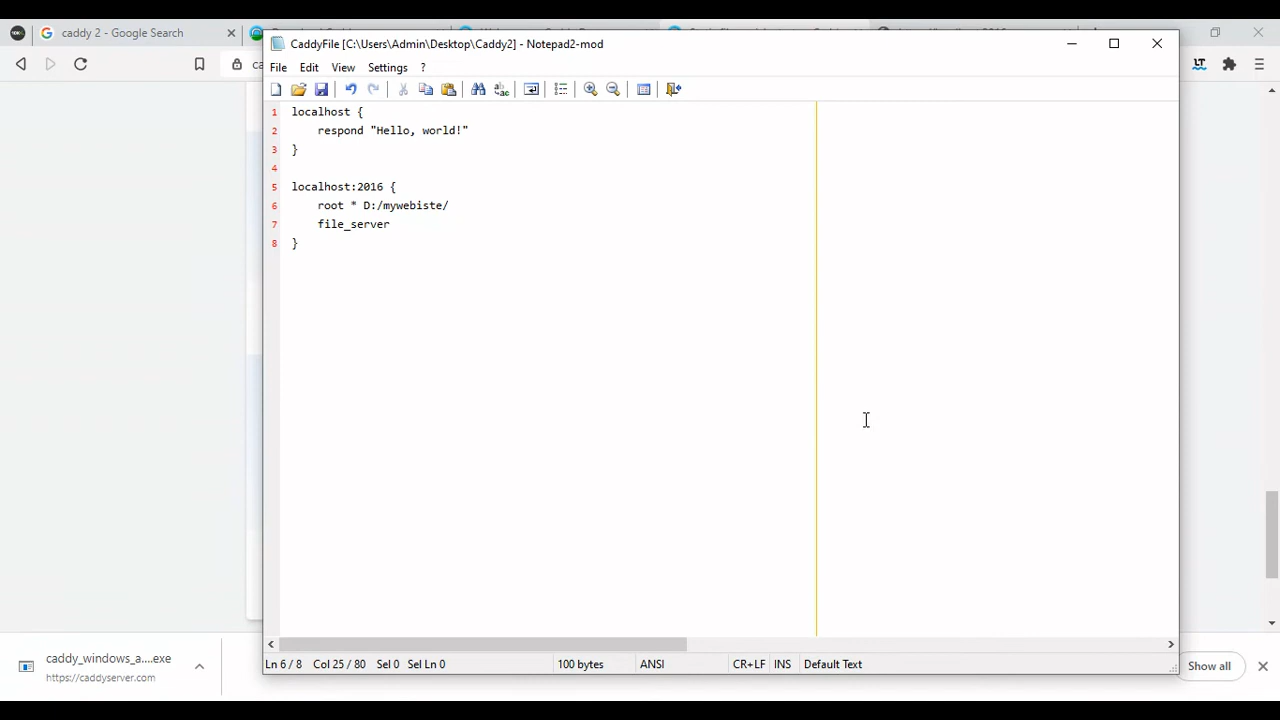 caddy 2 - Google Search
CaddyFile [C:\Users\Admin\Desktop\Caddy2] - Notepad2-mod
File Edit View Settings ?
1 localhost {
2 respond "Hello, world!"
3 }
4
5 localhost:2016 {
6 root * D:/mywebiste/
7 file_server
8 }
Ln 6 / 8 Col 25 / 80 Sel 0 Sel Ln 0 100 bytes ANSI CR+LF INS Default Text
caddy_windows_a....exe
https://caddyserver.com
Show all